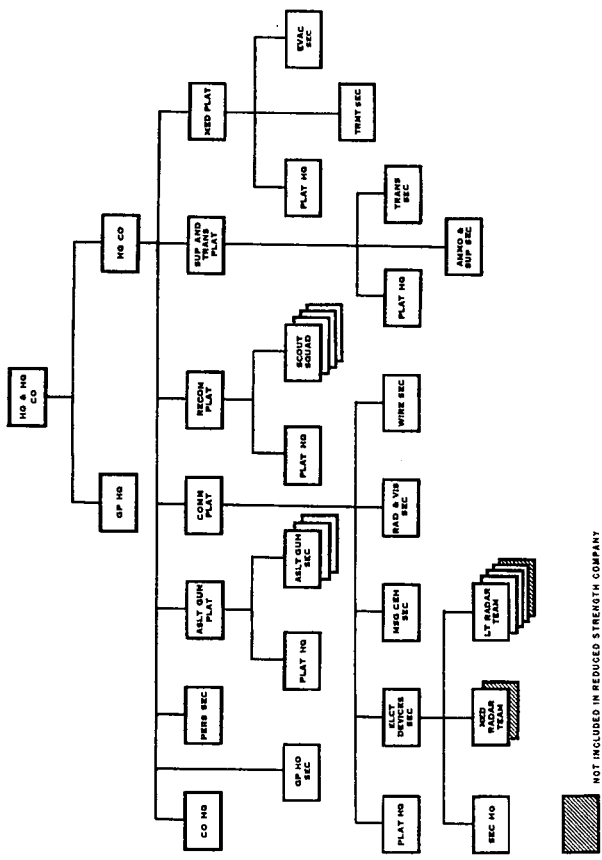 HQ & HQ
CO
GP HQ
HQ CO
CO HQ
GP HQ
SEC
PERS SEC
ASLT GUN
PLAT
COMM
PLAT
RECON
PLAT
SUP AND
TRANS
PLAT
MED PLAT
PLAT HQ
ASLT GUN
SEC
PLAT HQ
SCOUT
SQUAD
PLAT HQ
AMMO &
SUP SEC
TRANS
SEC
PLAT HQ
TRMT SEC
EVAC
SEC
PLAT HQ
ELCT
DEVICES
SEC
MSG CEN
SEC
RAD & VIS
SEC
WIRE SEC
SEC HQ
MED
RADAR
TEAM
LT RADAR
TEAM
NOT INCLUDED IN REDUCED STRENGTH COMPANY